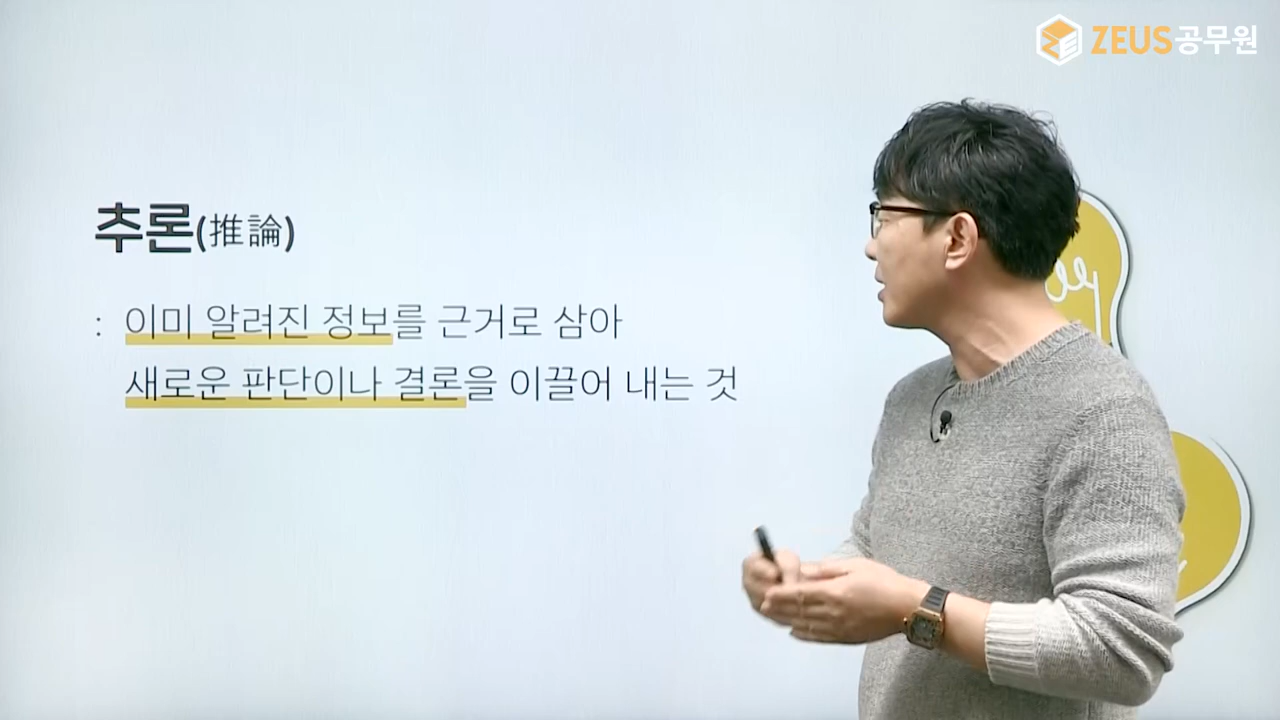 ZEUS공무원
추론(推論)
: 이미 알려진 정보를 근거로 삼아
새로운 판단이나 결론을 이끌어 내는 것